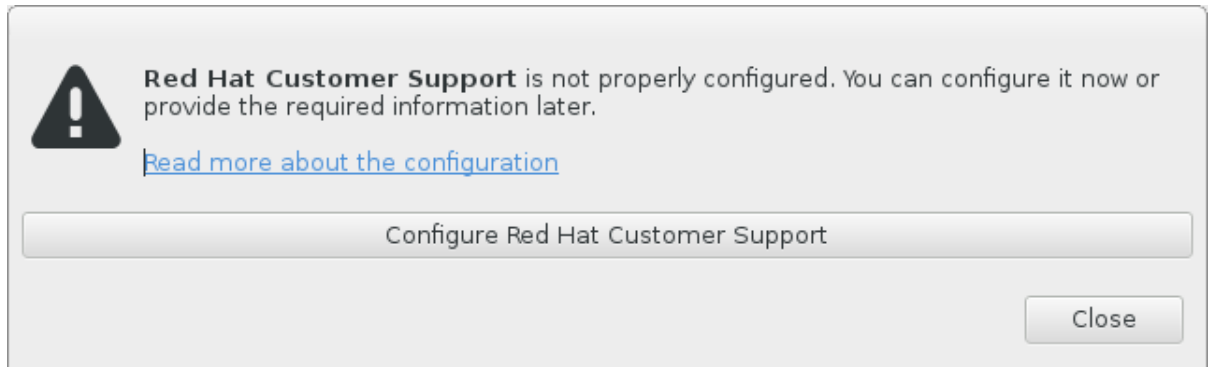 Red Hat Customer Support is not properly configured. You can configure it now or
provide the required information later.
Read more about the configuration
Configure Red Hat Customer Support
Close